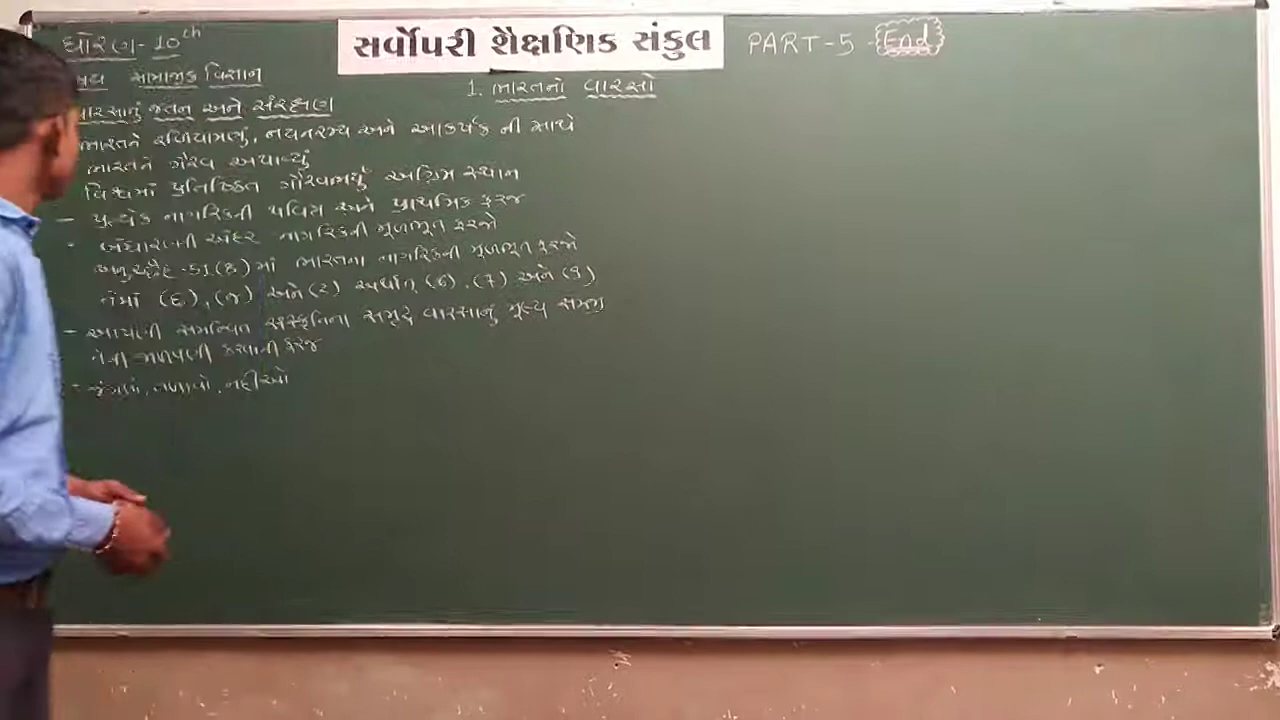 ધોરણ- 10th
સર્વોપરી શૈક્ષણિક સંકુલ
PART-5 - End
સામાજીક વિજ્ઞાન
1. ભારતનો વારસો
વારસાનું જતન અને સંરક્ષણ
ભારતને રળિયામણું, નયનરમ્ય અને આકર્ષક ની સાથે
ભારતને ગૌરવ અપાવ્યું
વિશ્વમાં પ્રતિષ્ઠિત ગૌરવભર્યું અગ્રિમ સ્થાન
- પ્રત્યેક નાગરિકની પવિત્ર અને પ્રાથમિક ફરજ
- બંધારણની અંદર નાગરિકની મૂળભૂત ફરજો
અનુચ્છેદ -51(ક) માં ભારતના નાગરિકની મૂળભૂત ફરજો
તેમાં (છ), (જ) અને (ટ) અર્થાત્ (6), (7) અને (9)
- આપણી સમન્વિત સંસ્કૃતિના સમૃદ્ધ વારસાનું મૂલ્ય સમજી
તેની જાળવણી કરવાની ફરજ
- જંગલો, તળાવો, નદીઓ